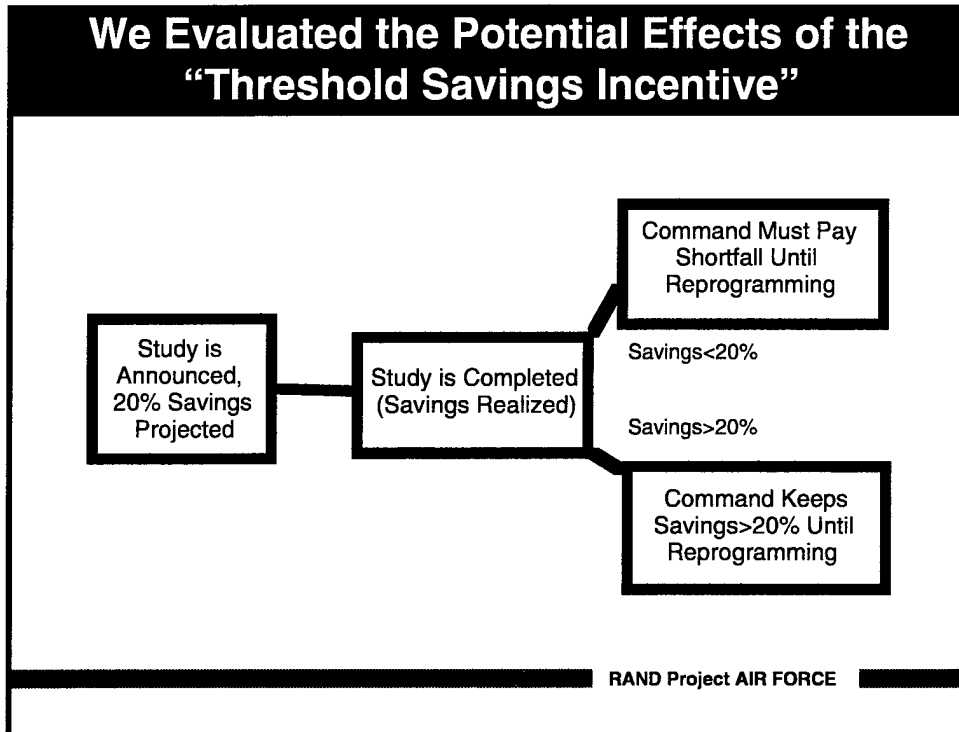 We Evaluated the Potential Effects of the
“Threshold Savings Incentive”
Study is
Announced,
20% Savings
Projected
Study is Completed
(Savings Realized)
Command Must Pay
Shortfall Until
Reprogramming
Savings<20%
Savings>20%
Command Keeps
Savings>20% Until
Reprogramming
RAND Project AIR FORCE